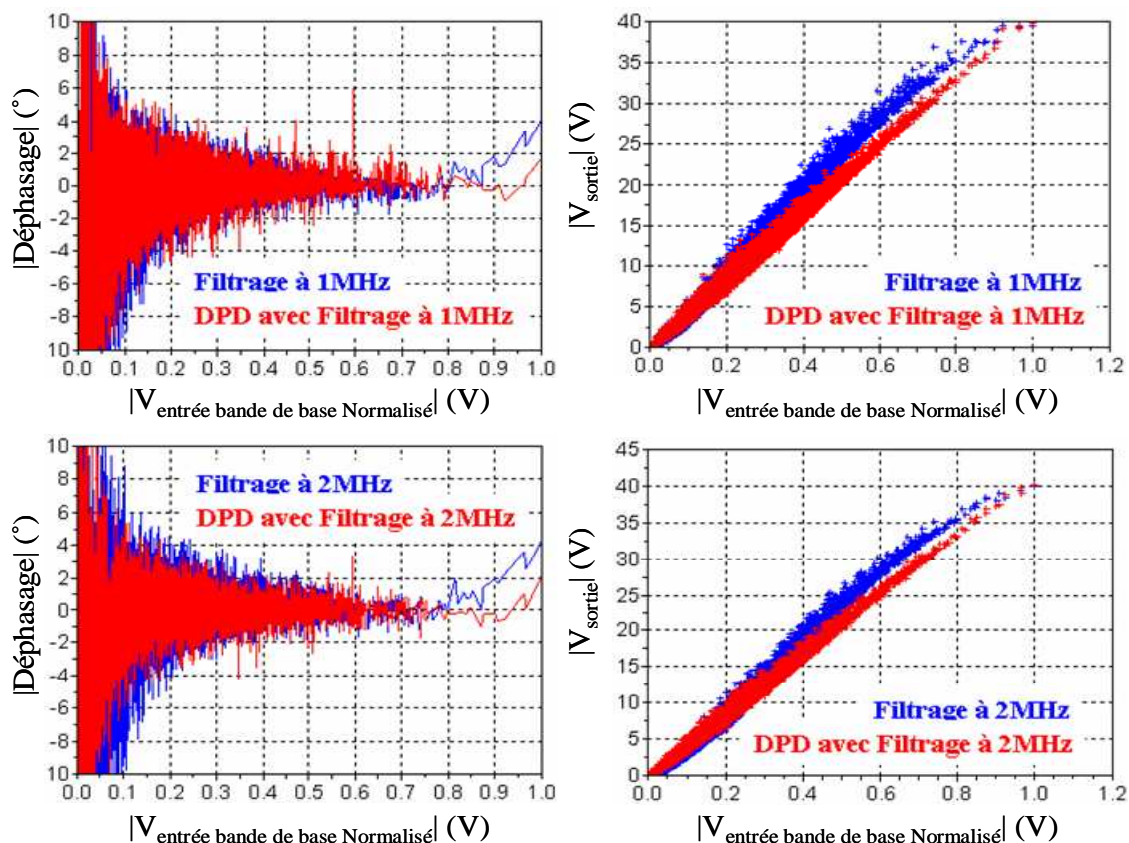 10
8
6
4
2
0
-2
-4
-6
-8
10
|Déphasage| (°)
Filtrage à 1MHz
DPD avec Filtrage à 1MHz
0.0 0.1 0.2 0.3 0.4 0.5 0.6 0.7 0.8 0.9 1.0
|V entrée bande de base Normalisé| (V)
40
35
30
25
20
15
10
5
0
|V sortie| (V)
Filtrage à 1MHz
DPD avec Filtrage à 1MHz
0.0 0.2 0.4 0.6 0.8 1.0 1.2
|V entrée bande de base Normalisé| (V)
10
8
6
4
2
0
-2
-4
-6
-8
10
|Déphasage| (°)
Filtrage à 2MHz
DPD avec Filtrage à 2MHz
0.0 0.1 0.2 0.3 0.4 0.5 0.6 0.7 0.8 0.9 1.0
|V entrée bande de base Normalisé| (V)
45
40
35
30
25
20
15
10
5
0
|V sortie| (V)
Filtrage à 2MHz
DPD avec Filtrage à 2MHz
0.0 0.2 0.4 0.6 0.8 1.0 1.2
|V entrée bande de base Normalisé| (V)